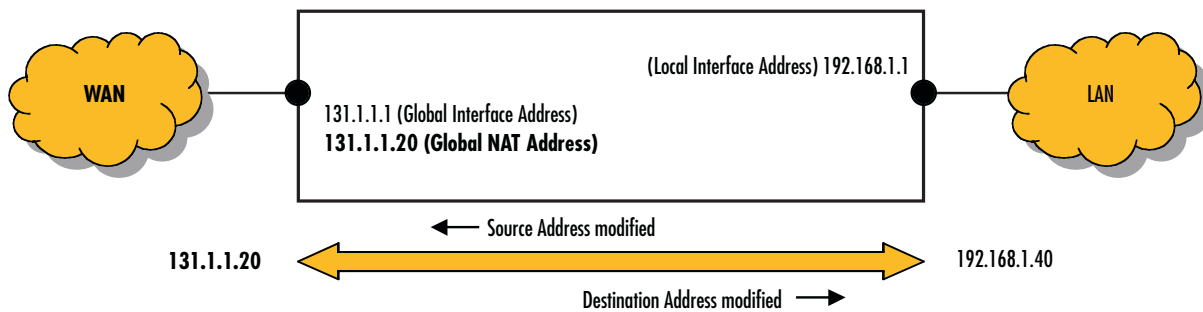 WAN
(Local Interface Address) 192.168.1.1
LAN
131.1.1.1 (Global Interface Address)
131.1.1.20 (Global NAT Address)
Source Address modified
131.1.1.20
192.168.1.40
Destination Address modified